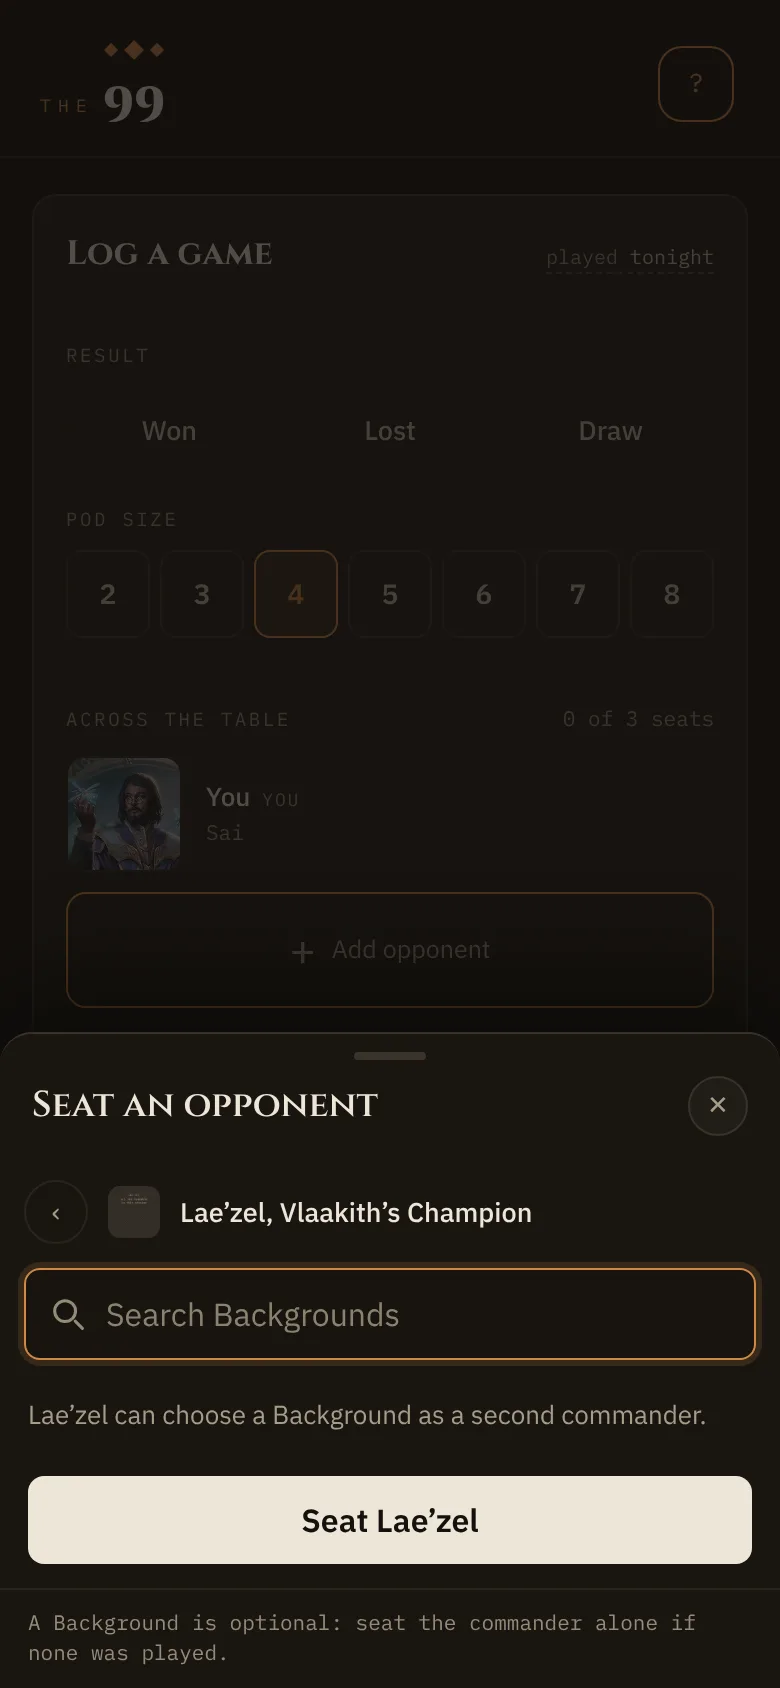 THE 99
?
LOG A GAME
played tonight
RESULT
Won Lost Draw
POD SIZE
2 3 4 5 6 7 8
ACROSS THE TABLE
0 of 3 seats
You YOU
Sai
+ Add opponent
SEAT AN OPPONENT
×
‹ Lae’zel, Vlaakith’s Champion
Search Backgrounds
Lae’zel can choose a Background as a second commander.
Seat Lae’zel
A Background is optional: seat the commander alone if
none was played.